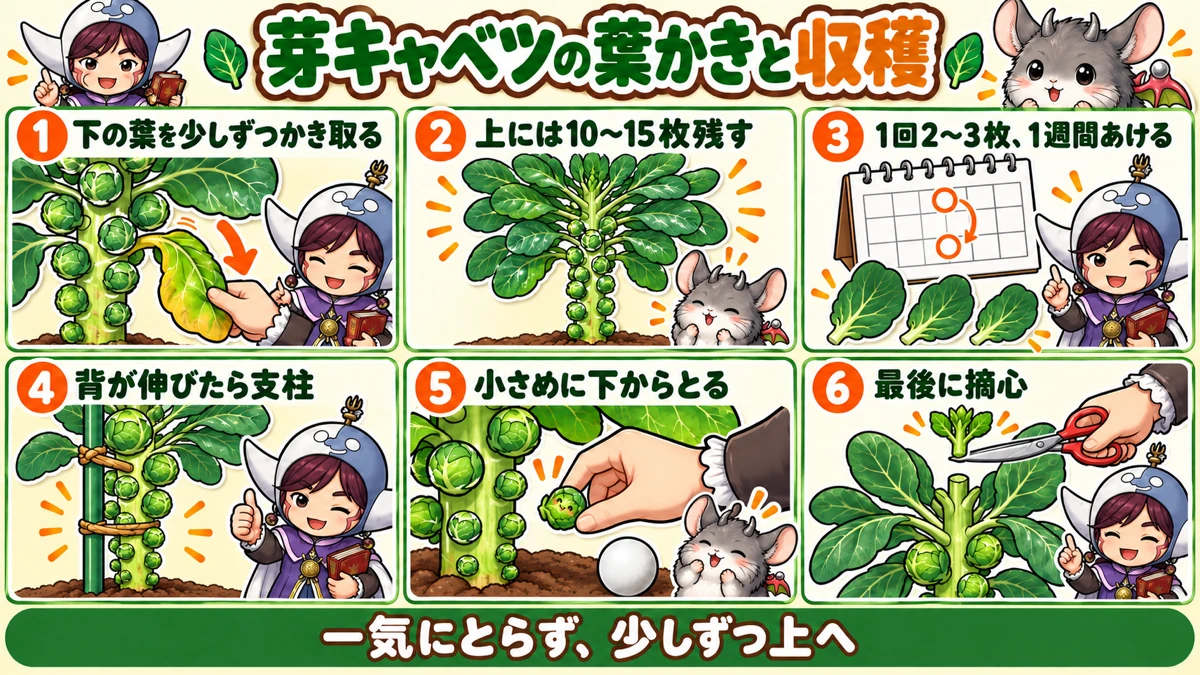 芽キャベツの葉かきと収穫
1 下の葉を少しずつかき取る
2 上には10〜15枚残す
3 1回2〜3枚、1週間あける
4 背が伸びたら支柱
5 小さめに下からとる
6 最後に摘心
一気にとらず、少しずつ上へ